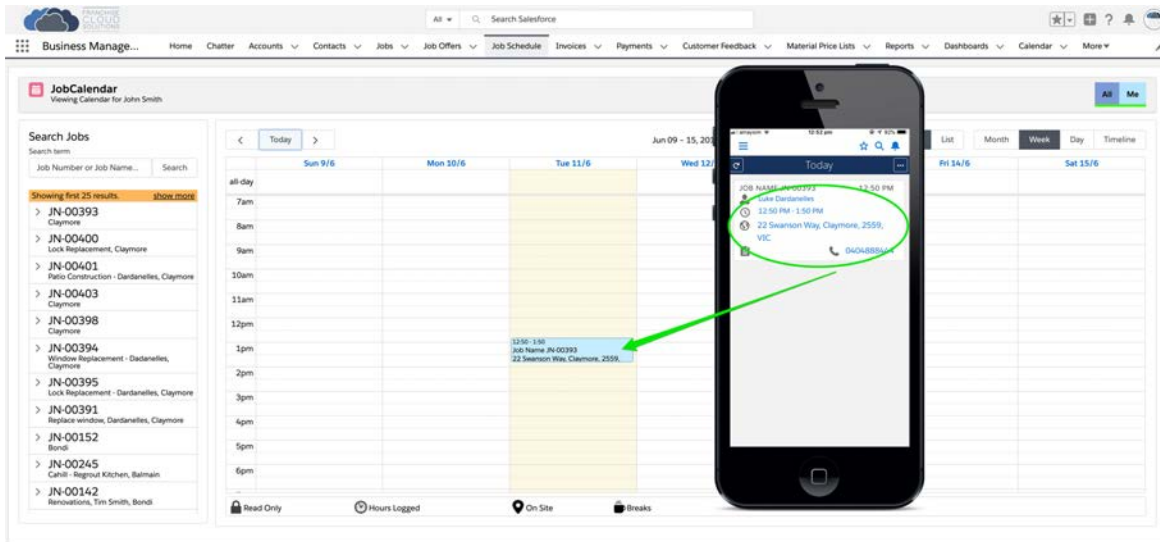 FRANCHISE
CLOUD
SOLUTIONS
All
Search Salesforce
Business Manage...
Home
Chatter
Accounts
Contacts
Jobs
Job Offers
Job Schedule
Invoices
Payments
Customer Feedback
Material Price Lists
Reports
Dashboards
Calendar
More
JobCalendar
Viewing Calendar for John Smith
All
Me
Search Jobs
Search term
Job Number or Job Name...
Search
Showing first 25 results.
show more
JN-00393
Claymore
JN-00400
Lock Replacement, Claymore
JN-00401
Patio Construction - Dardanelles, Claymore
JN-00403
Claymore
JN-00398
Claymore
JN-00394
Window Replacement - Dadanelles,
Claymore
JN-00395
Lock Replacement - Dardanelles, Claymore
JN-00391
Replace window, Dardanelles, Claymore
JN-00152
Bondi
JN-00245
Cahill - Regrout Kitchen, Balmain
JN-00142
Renovations, Tim Smith, Bondi
Today
Jun 09 – 15, 201
List
Month
Week
Day
Timeline
Sun 9/6
Mon 10/6
Tue 11/6
Wed 12/
Fri 14/6
Sat 15/6
all-day
7am
8am
9am
10am
11am
12pm
1pm
2pm
3pm
4pm
5pm
6pm
12:50 - 1:50
Job Name JN-00393
22 Swanson Way, Claymore, 2559,
Read Only
Hours Logged
On Site
Breaks
12:52 pm
92%
Today
JOB NAME JN-00393
12:50 PM
Luke Dardanelles
12:50 PM - 1:50 PM
22 Swanson Way, Claymore, 2559,
VIC